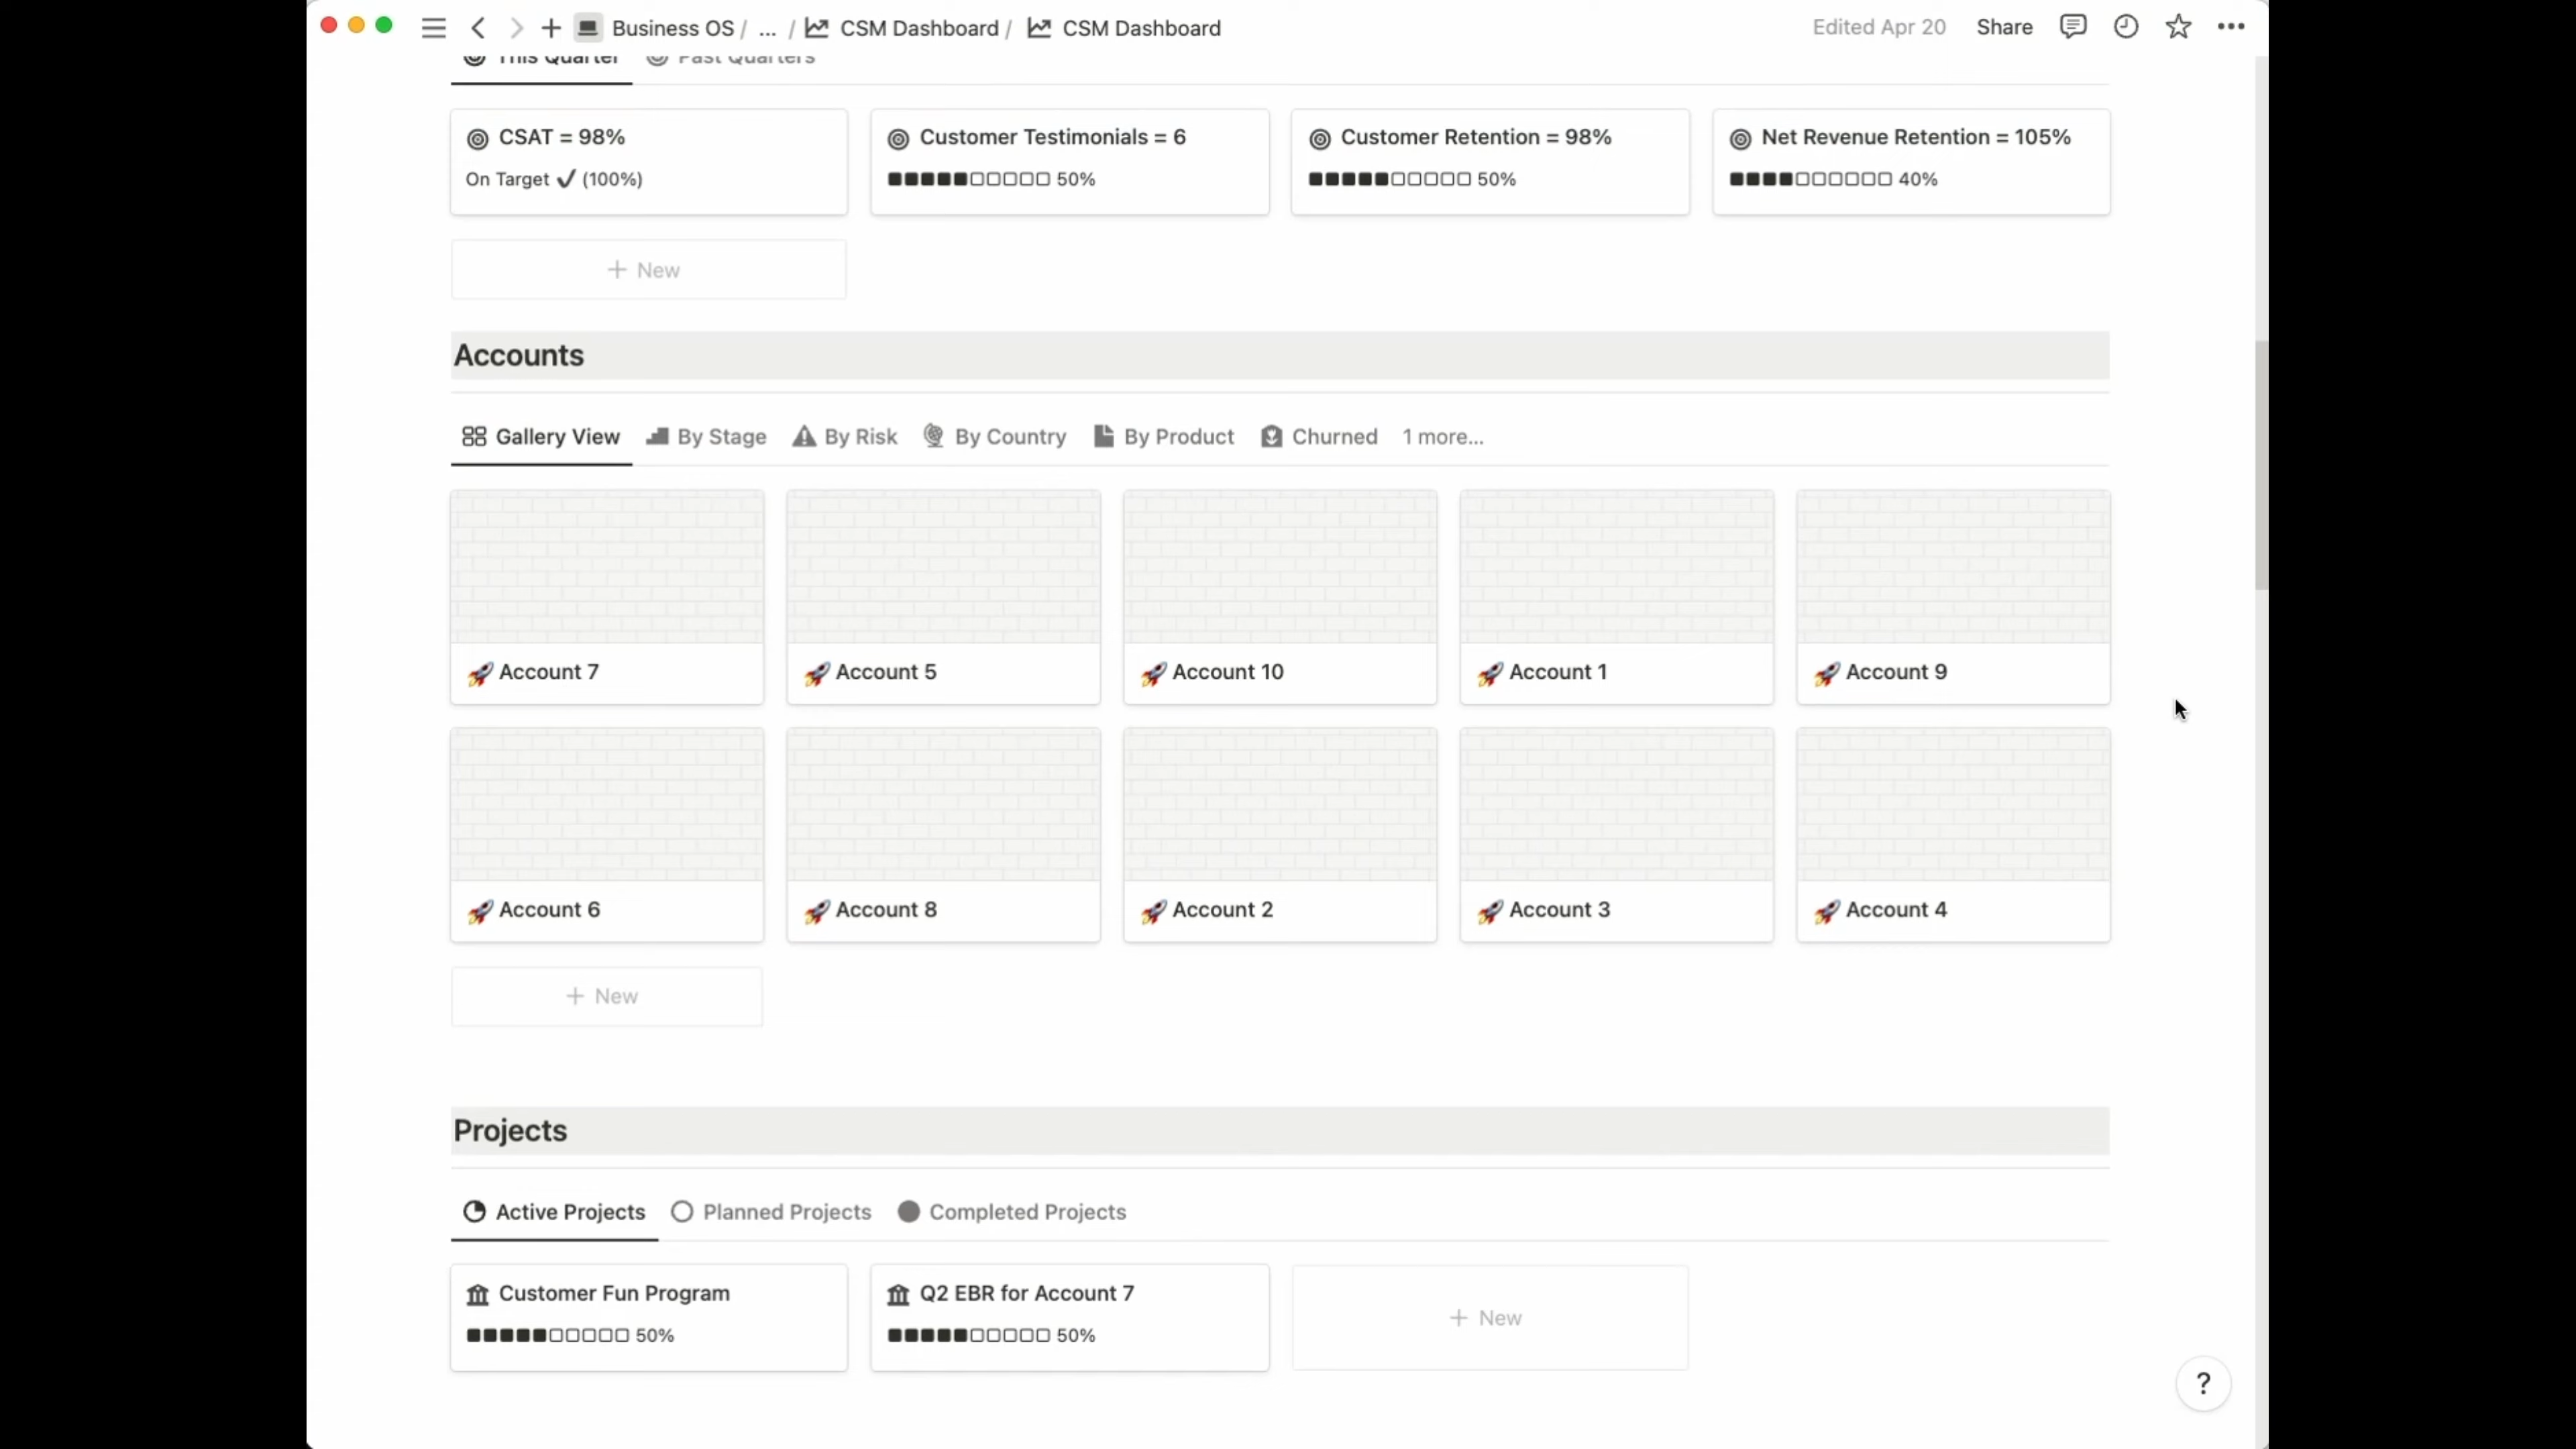 Business OS / ... / CSM Dashboard / CSM Dashboard
Edited Apr 20 Share
This Quarter Past Quarters
CSAT = 98% Customer Testimonials = 6 Customer Retention = 98% Net Revenue Retention = 105%
On Target ✔ (100%) 50% 50% 40%
+ New
Accounts
Gallery View By Stage By Risk By Country By Product Churned 1 more...
Account 7 Account 5 Account 10 Account 1 Account 9
Account 6 Account 8 Account 2 Account 3 Account 4
+ New
Projects
Active Projects Planned Projects Completed Projects
Customer Fun Program Q2 EBR for Account 7
+ New
50% 50%
?